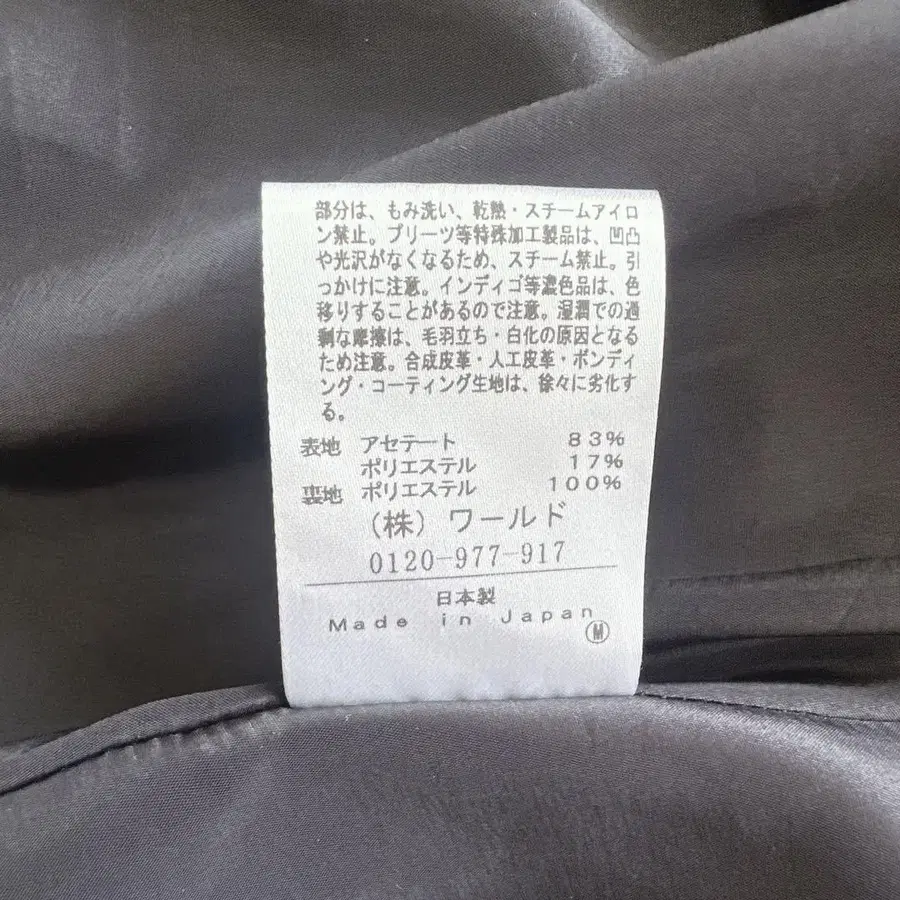 部分は、もみ洗い、乾熱・スチームアイロ
ン禁止。プリーツ等特殊加工製品は、凹凸
や光沢がなくなるため、スチーム禁止。引
っかけに注意。インディゴ等濃色品は、色
移りすることがあるので注意。湿潤での過
剰な摩擦は、毛羽立ち・白化の原因となる
ため注意。合成皮革・人工皮革・ボンディ
ング・コーティング生地は、徐々に劣化す
る。
表地 アセテート 83%
ポリエステル 17%
裏地 ポリエステル 100%
(株)ワールド
0120-977-917
日本製
Made in Japan
M